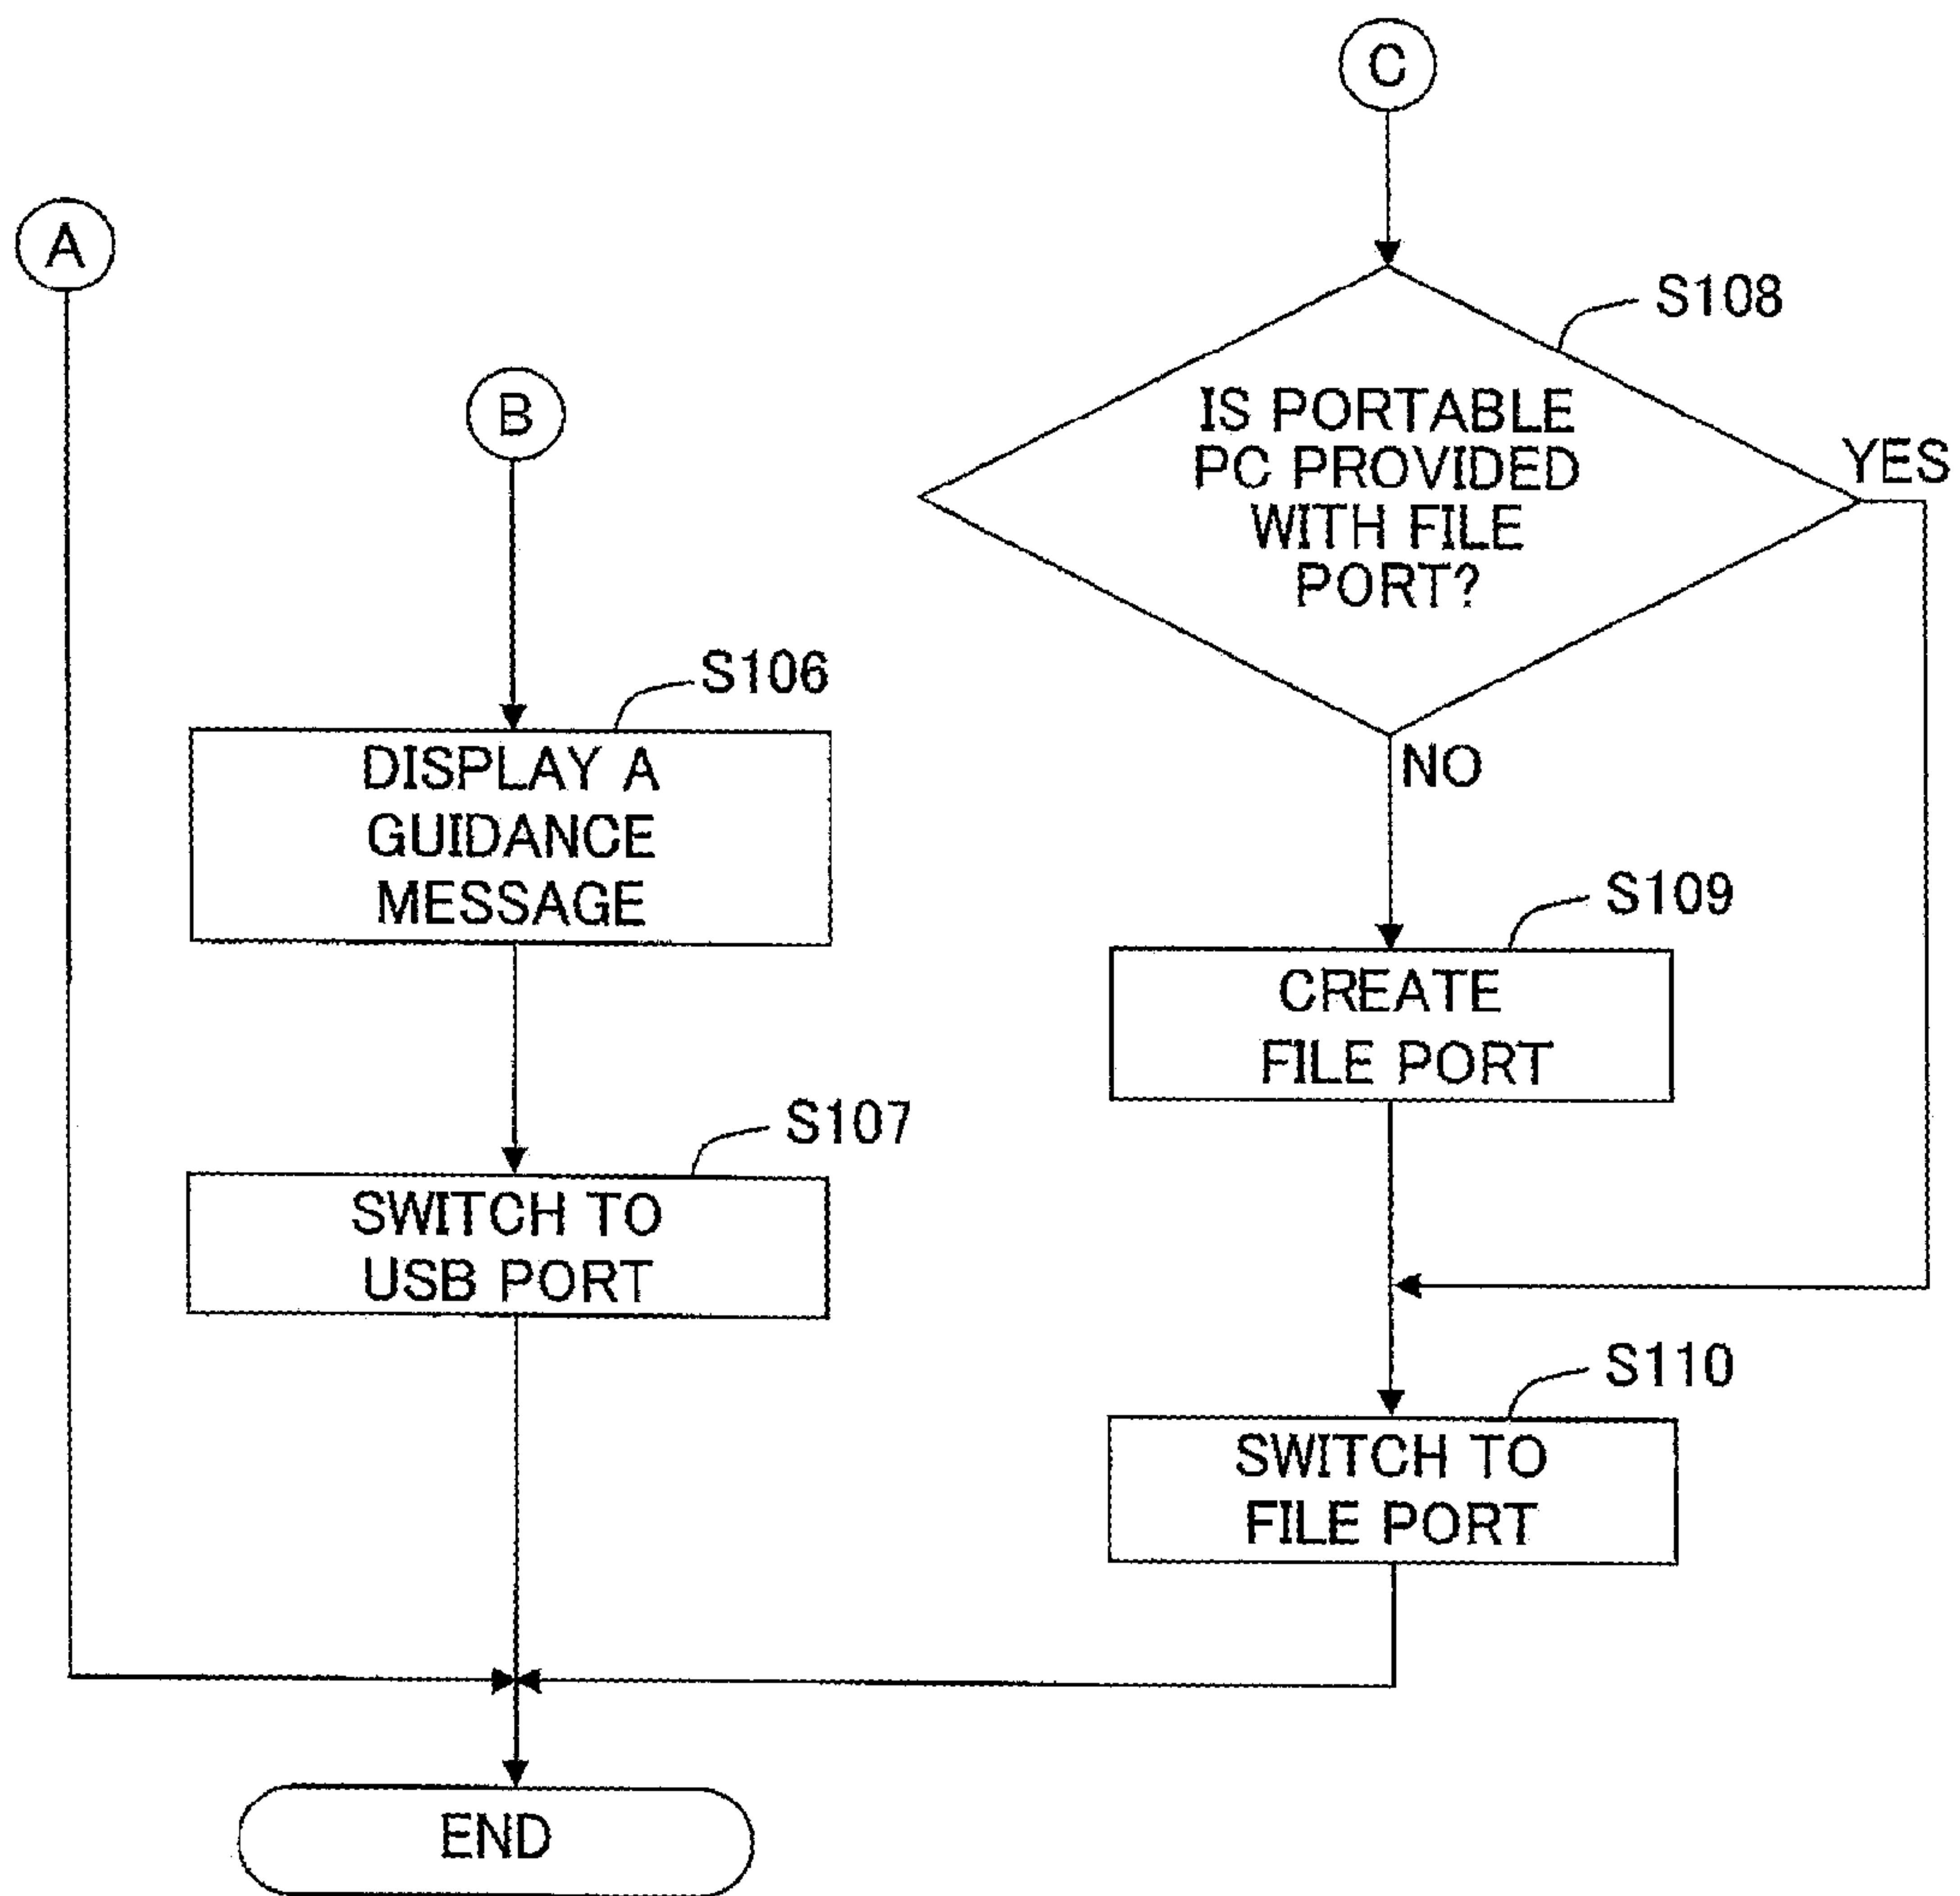 C
A
S108
IS PORTABLE
PC PROVIDED
WITH FILE
PORT?
YES
B
NO
S106
DISPLAY A
GUIDANCE
MESSAGE
S109
CREATE
FILE PORT
S107
SWITCH TO
USB PORT
S110
SWITCH TO
FILE PORT
END